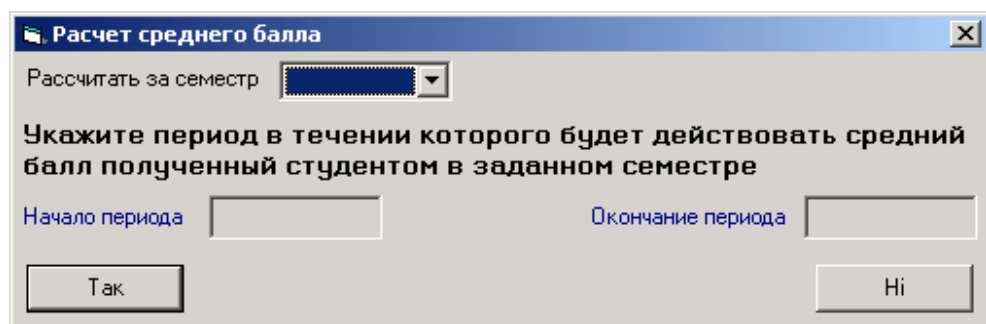 Расчет среднего балла
Рассчитать за семестр
Укажите период в течении которого будет действовать средний
балл полученный студентом в заданном семестре
Начало периода Окончание периода
Так Ні